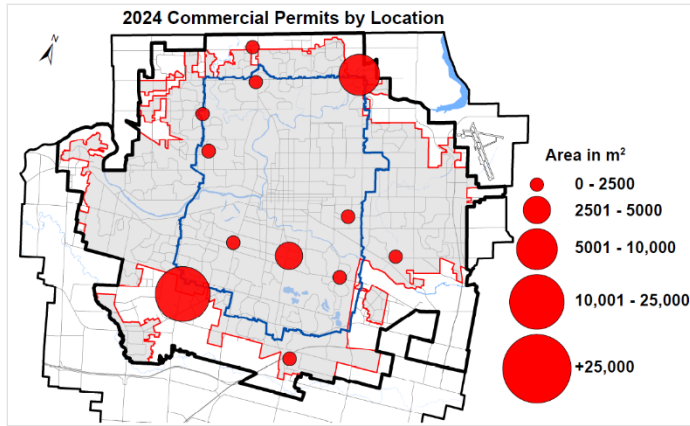 2024 Commercial Permits by Location
N
Area in m²
0 - 2500
2501 - 5000
5001 - 10,000
10,001 - 25,000
+25,000